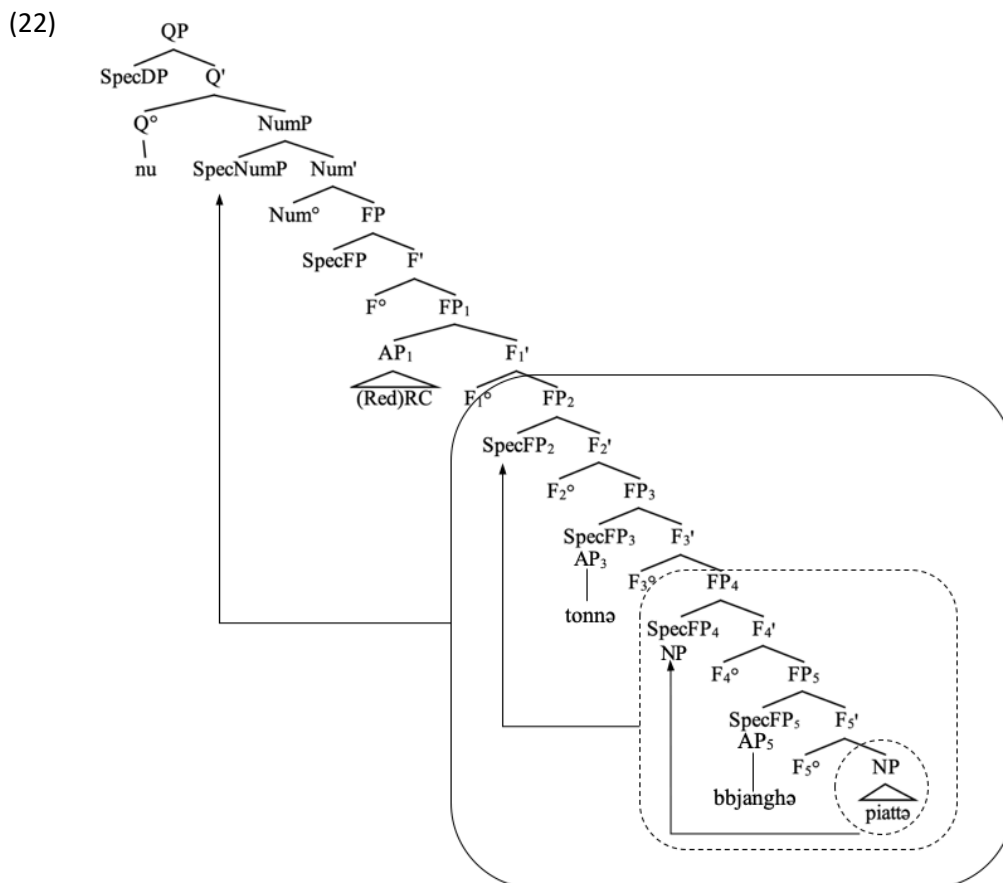 (22)
QP
SpecDP Q'
Q° NumP
nu SpecNumP Num'
Num° FP
SpecFP F'
F° FP₁
AP₁ F₁'
(Red)RC F₁° FP₂
SpecFP₂ F₂'
F₂° FP₃
SpecFP₃ F₃'
AP₃ F₃° FP₄
tonnə SpecFP₄ F₄'
NP F₄° FP₅
SpecFP₅ F₅'
AP₅ F₅° NP
bbjanghə piattə